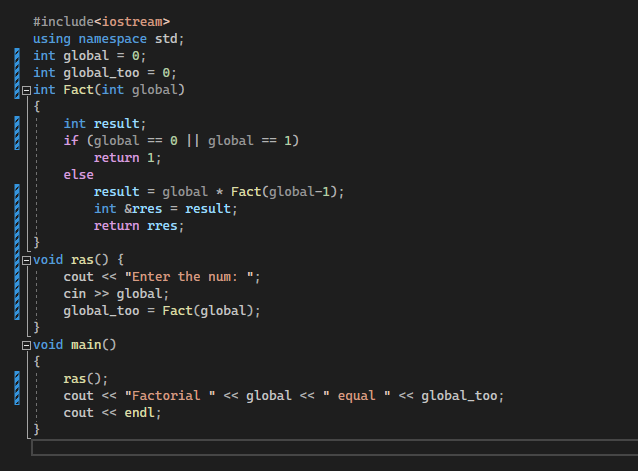 #include<iostream>
using namespace std;
int global = 0;
int global_too = 0;
int Fact(int global)
{
    int result;
    if (global == 0 || global == 1)
        return 1;
    else
        result = global * Fact(global-1);
        int &rres = result;
        return rres;
}
void ras() {
    cout << "Enter the num: ";
    cin >> global;
    global_too = Fact(global);
}
void main()
{
    ras();
    cout << "Factorial " << global << " equal " << global_too;
    cout << endl;
}